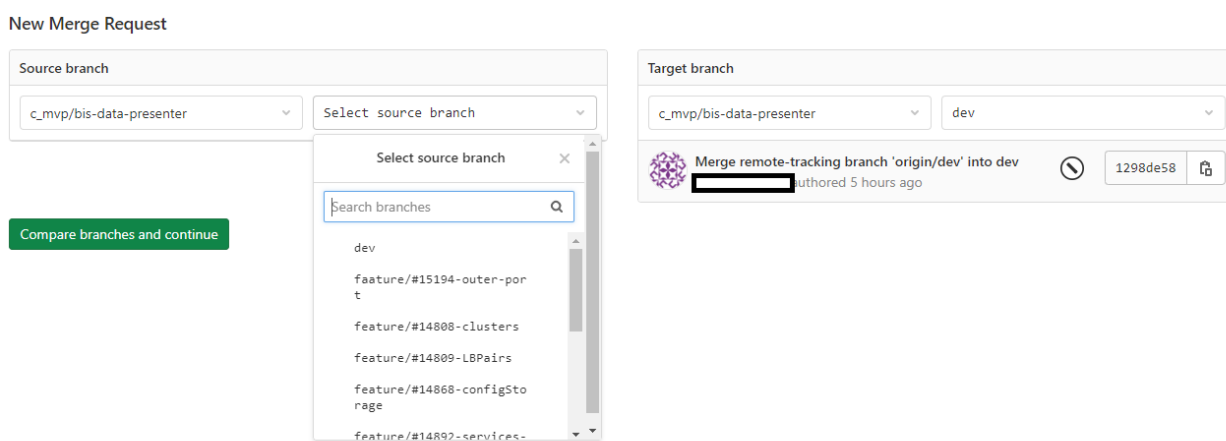 New Merge Request
Source branch
c_mvp/bis-data-presenter
Select source branch
Select source branch
Search branches
dev
faature/#15194-outer-por
t
feature/#14808-clusters
feature/#14809-LBPairs
feature/#14868-configSto
rage
feature/#14892-services-
Compare branches and continue
Target branch
c_mvp/bis-data-presenter
dev
Merge remote-tracking branch 'origin/dev' into dev
authored 5 hours ago
1298de58